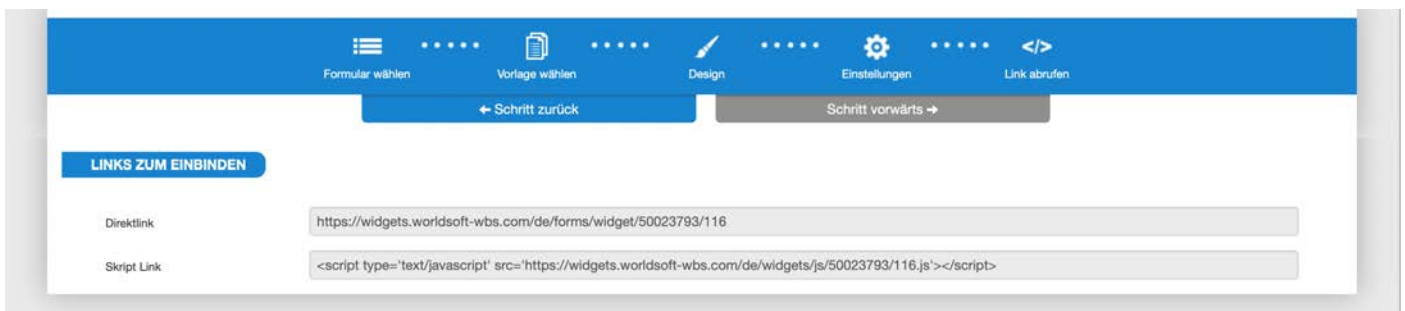 Formular wählen
Vorlage wählen
Design
Einstellungen
</>
Link abrufen
← Schritt zurück
Schritt vorwärts →
LINKS ZUM EINBINDEN
Direktlink
https://widgets.worldsoft-wbs.com/de/forms/widget/50023793/116
Skript Link
<script type='text/javascript' src='https://widgets.worldsoft-wbs.com/de/widgets/js/50023793/116.js'></script>